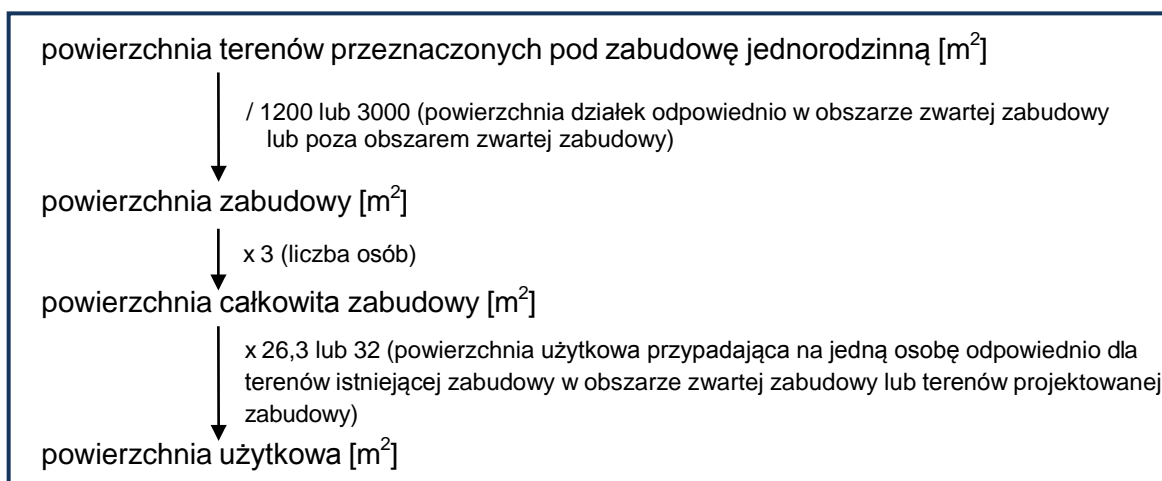 powierzchnia terenów przeznaczonych pod zabudowę jednorodzinną [m²]
/ 1200 lub 3000 (powierzchnia działek odpowiednio w obszarze zwartej zabudowy
lub poza obszarem zwartej zabudowy)
powierzchnia zabudowy [m²]
x 3 (liczba osób)
powierzchnia całkowita zabudowy [m²]
x 26,3 lub 32 (powierzchnia użytkowa przypadająca na jedną osobę odpowiednio dla
terenów istniejącej zabudowy w obszarze zwartej zabudowy lub terenów projektowanej
zabudowy)
powierzchnia użytkowa [m²]